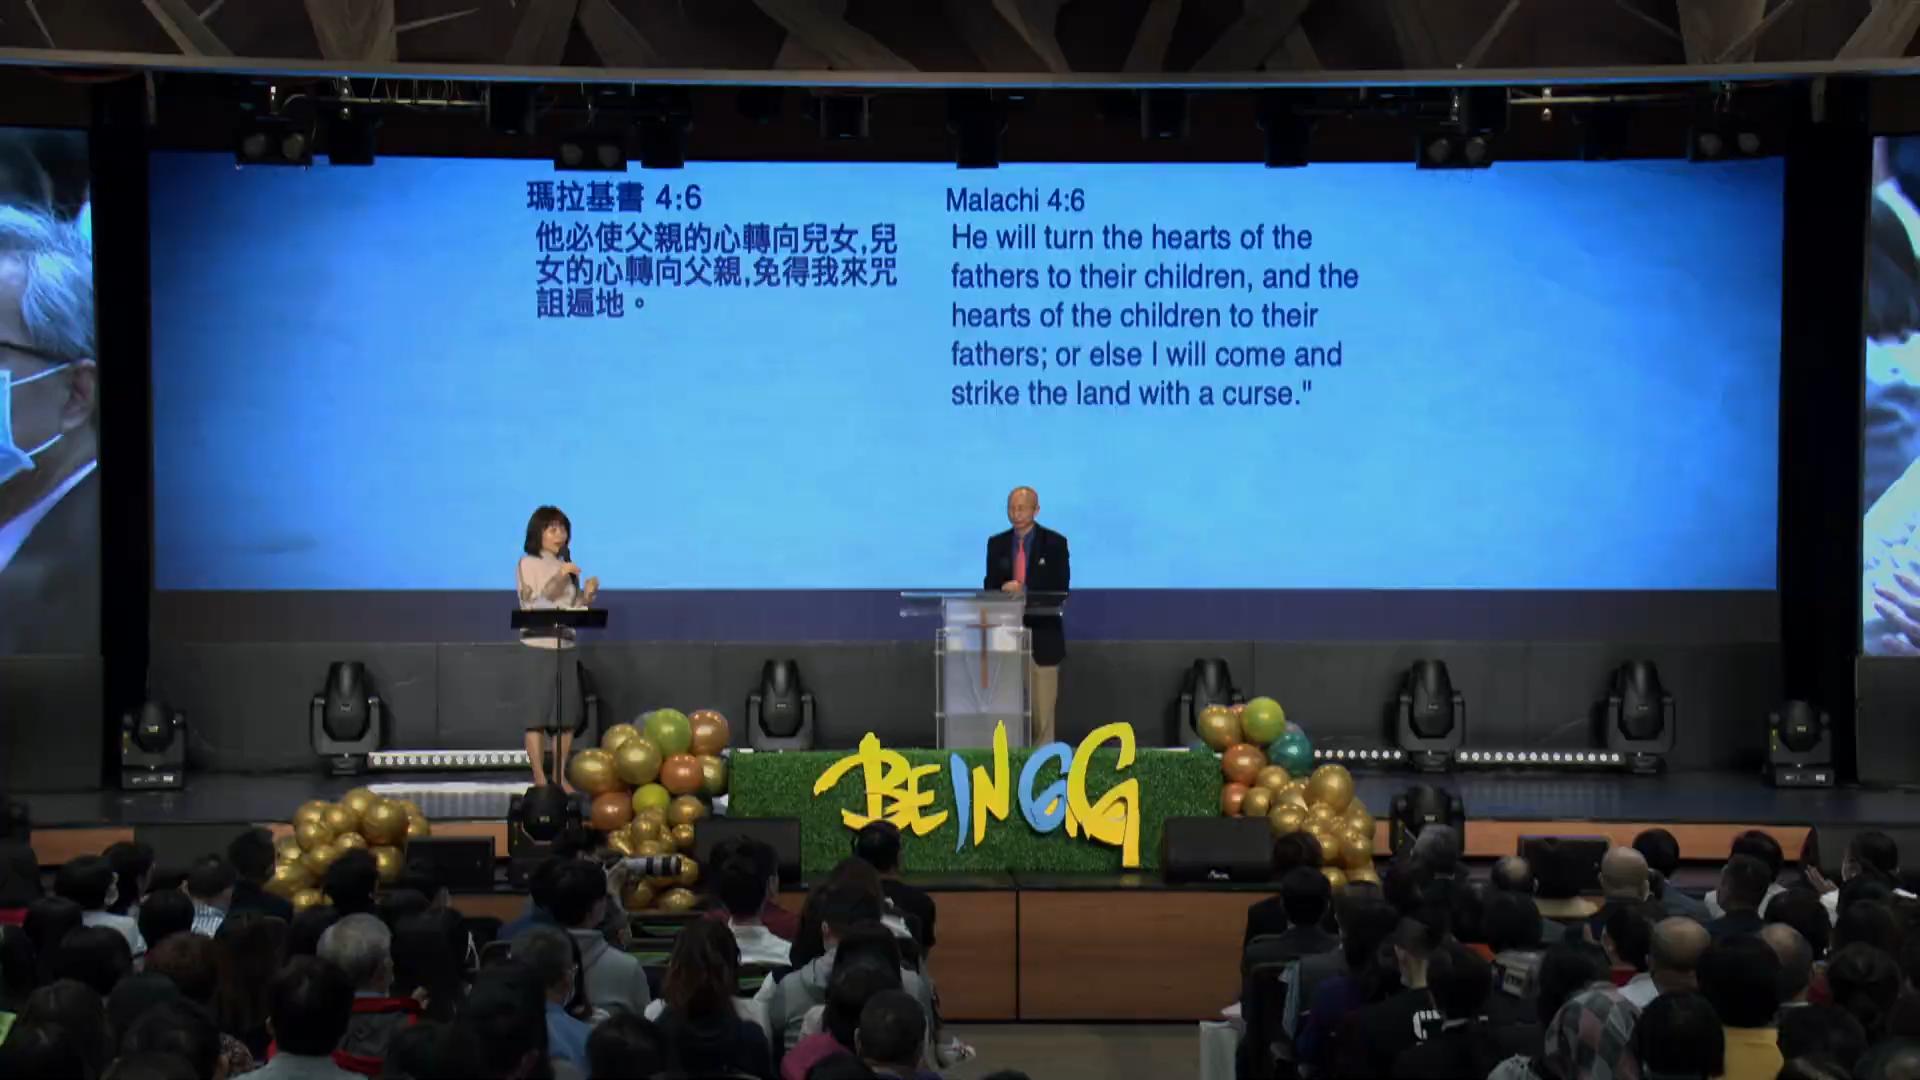 瑪拉基書 4:6
他必使父親的心轉向兒女,兒
女的心轉向父親,免得我來咒
詛遍地。
Malachi 4:6
He will turn the hearts of the
fathers to their children, and the
hearts of the children to their
fathers; or else I will come and
strike the land with a curse."
BEING